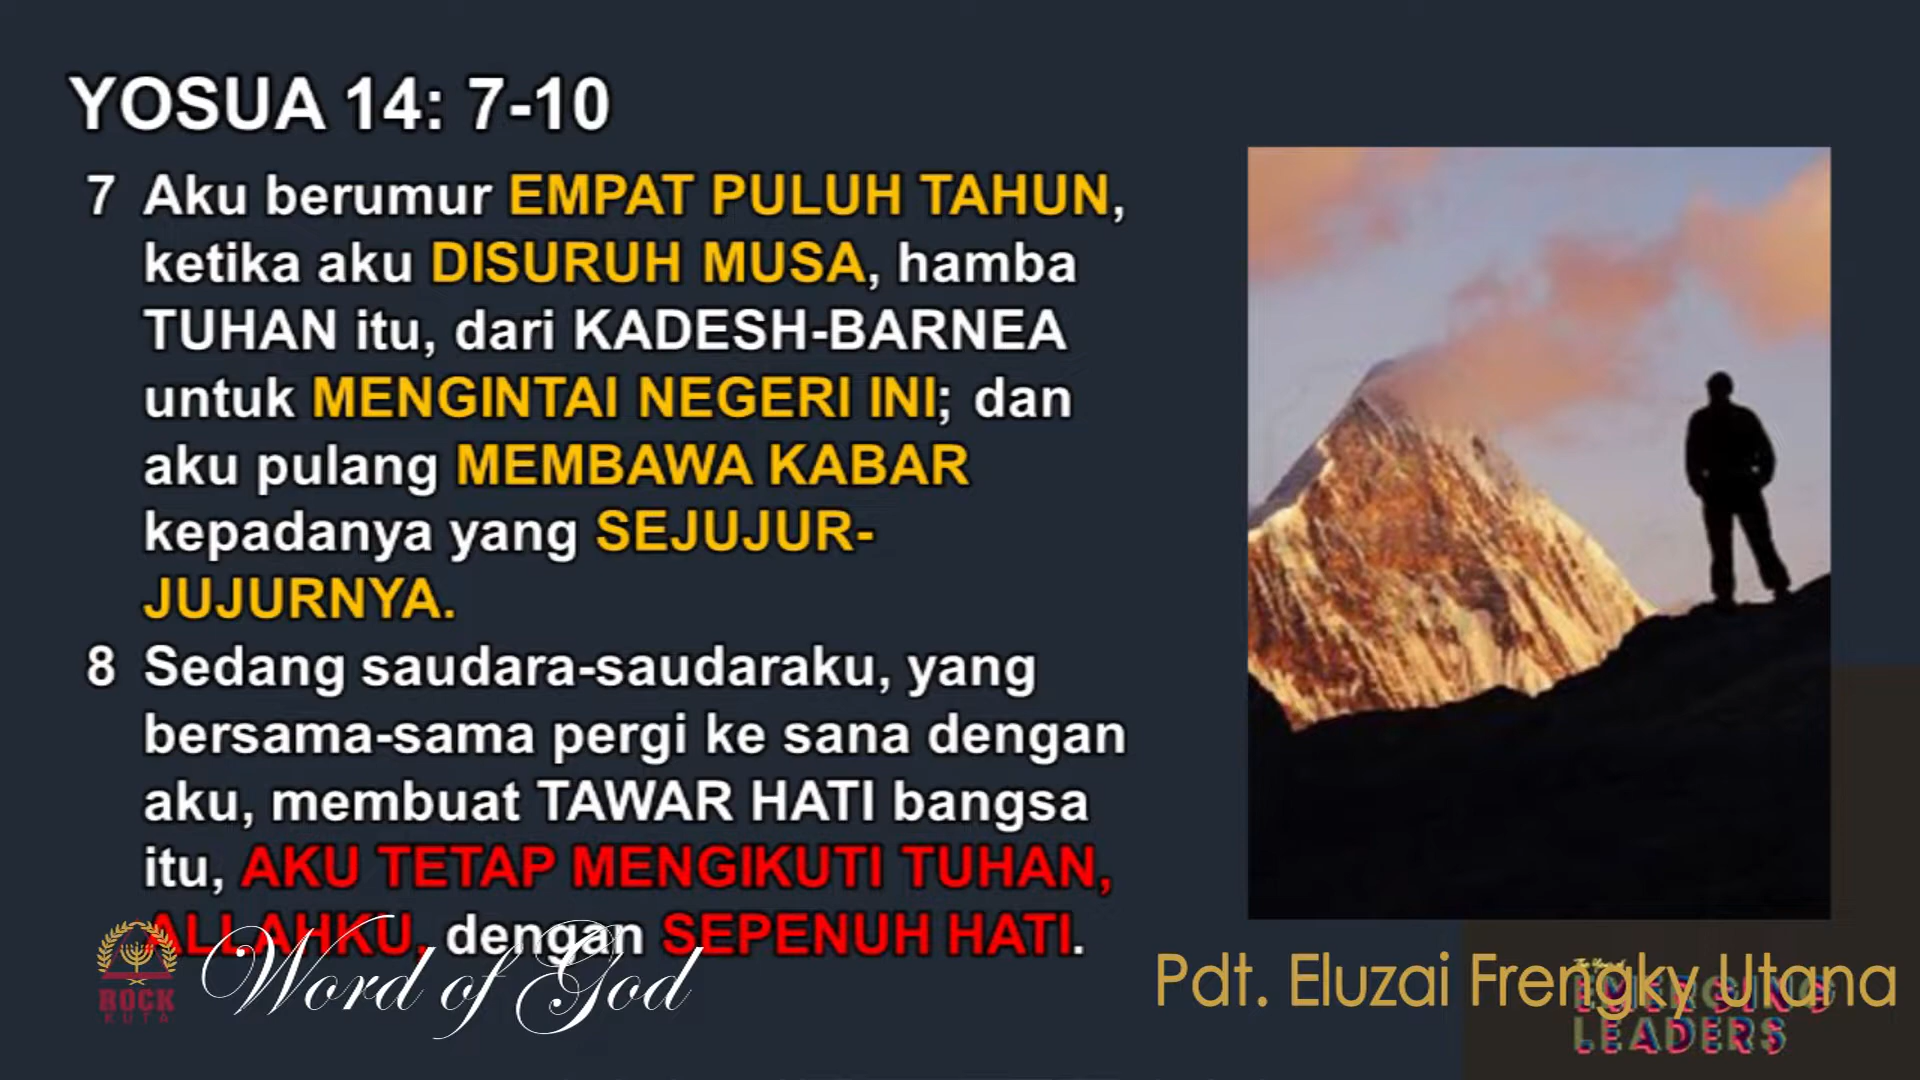 YOSUA 14: 7-10
7 Aku berumur EMPAT PULUH TAHUN,
ketika aku DISURUH MUSA, hamba
TUHAN itu, dari KADESH-BARNEA
untuk MENGINTAI NEGERI INI; dan
aku pulang MEMBAWA KABAR
kepadanya yang SEJUJUR-
JUJURNYA.
8 Sedang saudara-saudaraku, yang
bersama-sama pergi ke sana dengan
aku, membuat TAWAR HATI bangsa
itu, AKU TETAP MENGIKUTI TUHAN,
ALLAHKU, dengan SEPENUH HATI.
ROCK
KUTA
Word of God
Pdt. Eluzai Frengky Utana
EMERGING
LEADERS